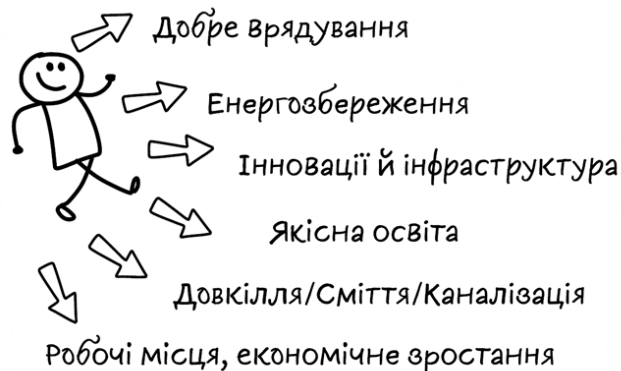 Добре врядування
Енергозбереження
Інновації й інфраструктура
Якісна освіта
Довкілля/Сміття/Каналізація
Робочі місця, економічне зростання